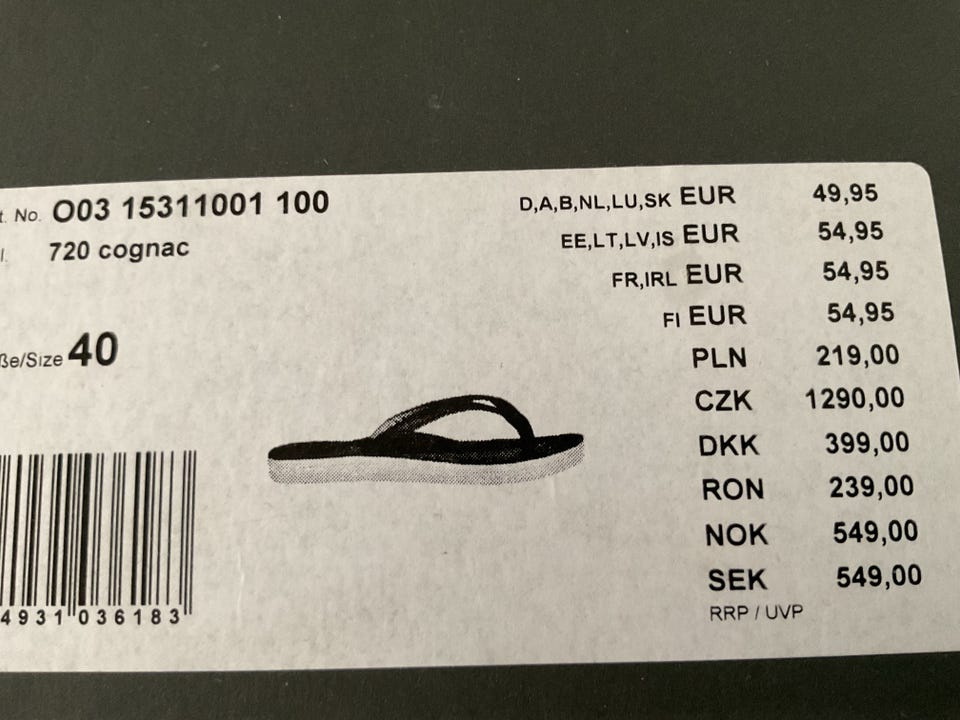 t. No. O03 15311001 100
l. 720 cognac
ße/Size 40
4931036183
D,A,B,NL,LU,SK EUR 49,95
EE,LT,LV,IS EUR 54,95
FR,IRL EUR 54,95
FI EUR 54,95
PLN 219,00
CZK 1290,00
DKK 399,00
RON 239,00
NOK 549,00
SEK 549,00
RRP / UVP